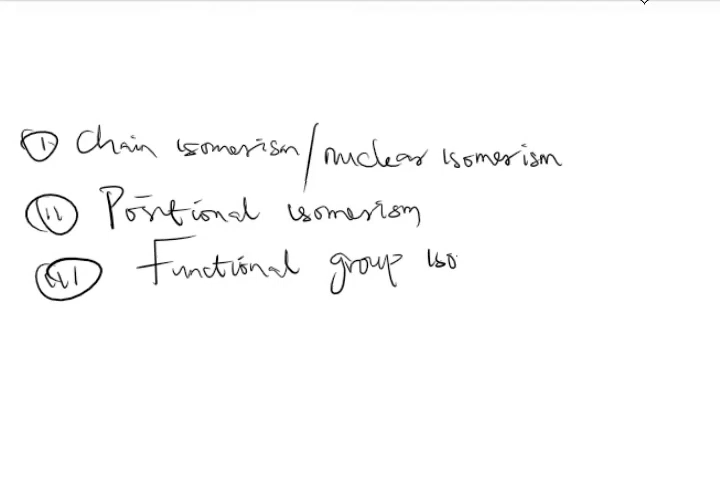 (i) Chain isomerism/nuclear isomerism
(ii) Positional isomerism
(iii) Functional group iso